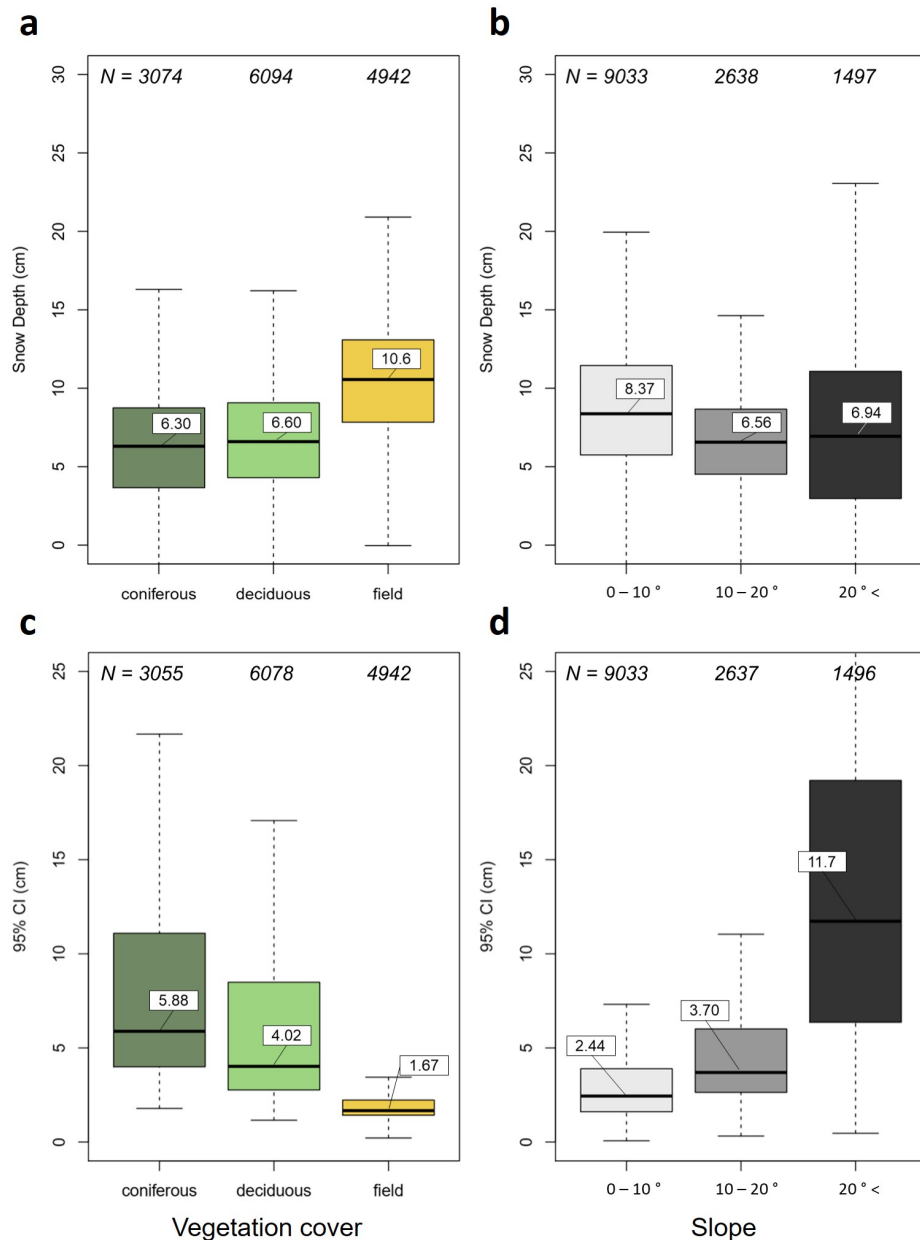 a
b
N = 3074 6094 4942
N = 9033 2638 1497
Snow Depth (cm)
30
25
20
15
10
5
0
6.30
6.60
10.6
coniferous deciduous field
Snow Depth (cm)
30
25
20
15
10
5
0
8.37
6.56
6.94
0 – 10 ° 10 – 20 ° 20 ° <
c
d
N = 3055 6078 4942
N = 9033 2637 1496
95% CI (cm)
25
20
15
10
5
0
5.88
4.02
1.67
coniferous deciduous field
Vegetation cover
95% CI (cm)
25
20
15
10
5
0
2.44
3.70
11.7
0 – 10 ° 10 – 20 ° 20 ° <
Slope